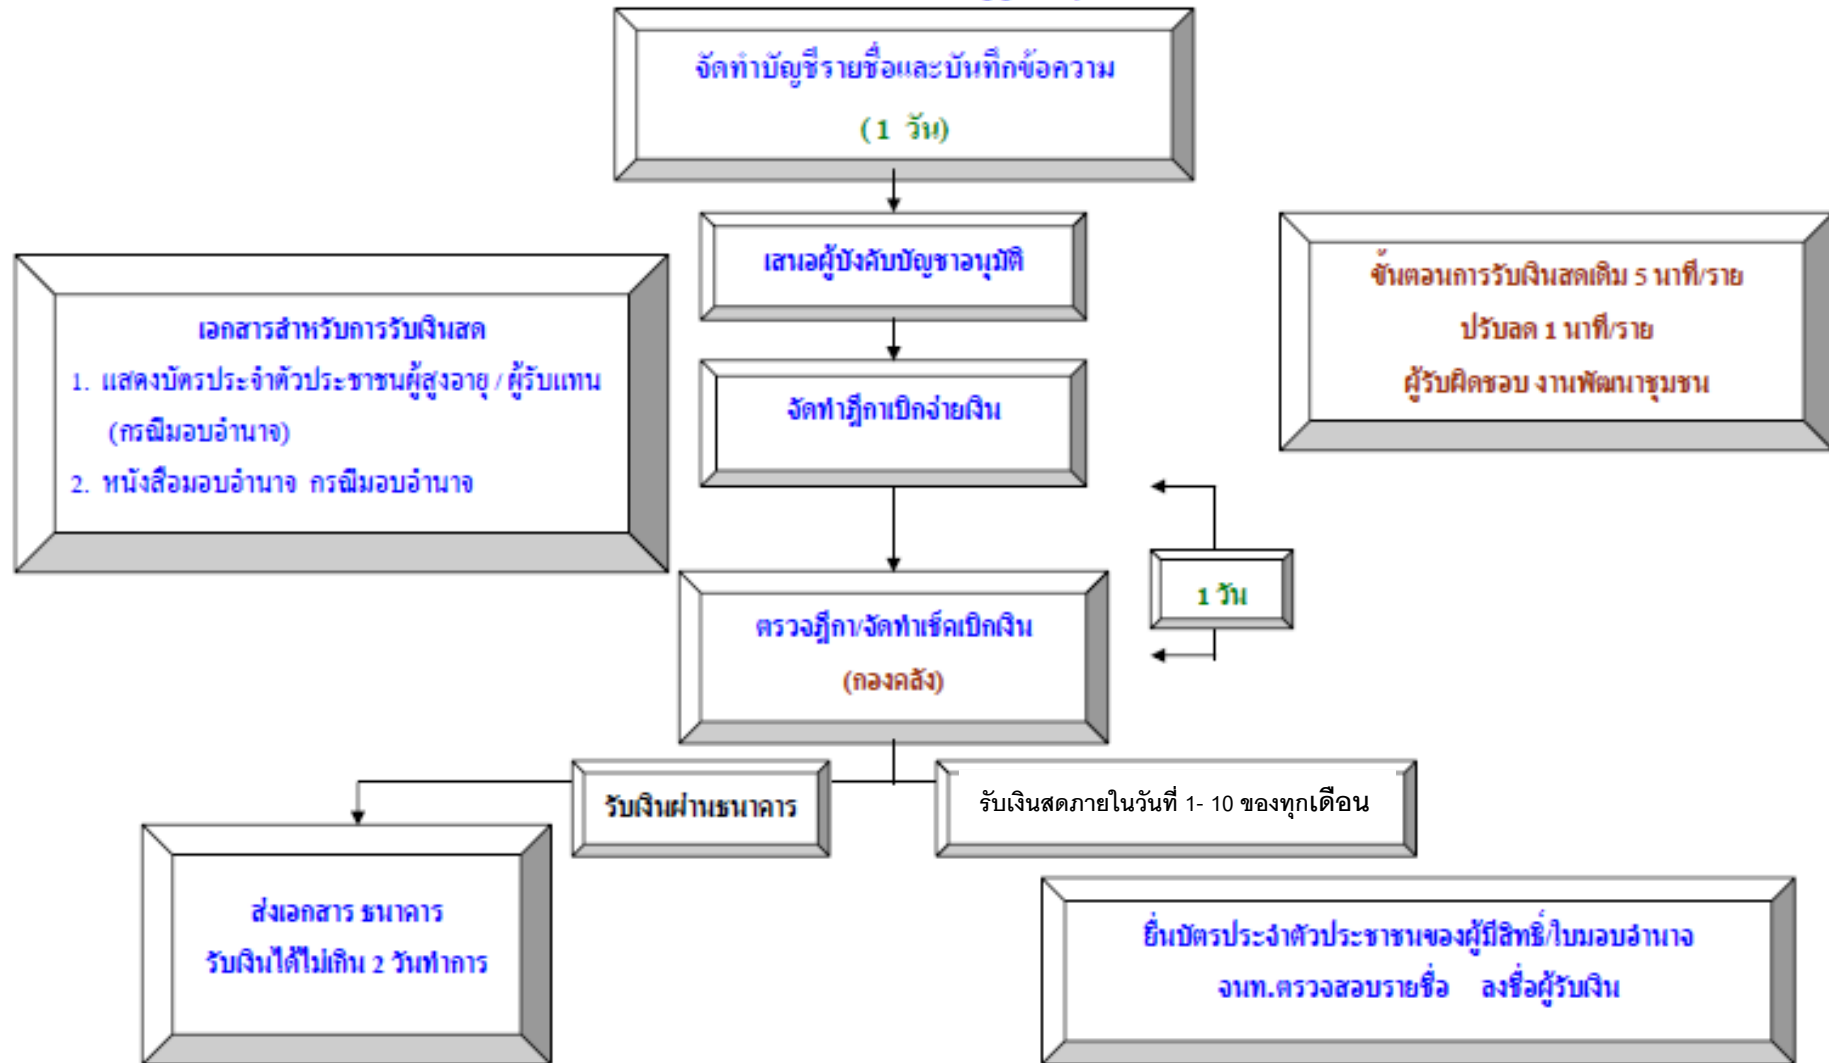 จัดทำบัญชีรายชื่อและบันทึกข้อความ
(1 วัน)
เสนอผู้บังคับบัญชาอนุมัติ
ขั้นตอนการรับเงินสดเดิม 5 นาที/ราย
ปรับลด 1 นาที/ราย
ผู้รับผิดชอบ งานพัฒนาชุมชน
เอกสารสำหรับการรับเงินสด
1. แสดงบัตรประจำตัวประชาชนผู้สูงอายุ / ผู้รับแทน
(กรณีมอบอำนาจ)
2. หนังสือมอบอำนาจ กรณีมอบอำนาจ
จัดทำฎีกาเบิกจ่ายเงิน
1 วัน
ตรวจฎีกา/จัดทำเช็คเบิกเงิน
(กองคลัง)
รับเงินผ่านธนาคาร
รับเงินสดภายในวันที่ 1- 10 ของทุกเดือน
ส่งเอกสาร ธนาคาร
รับเงินได้ไม่เกิน 2 วันทำการ
ยื่นบัตรประจำตัวประชาชนของผู้มีสิทธิ์/ใบมอบอำนาจ
จนท.ตรวจสอบรายชื่อ ลงชื่อผู้รับเงิน